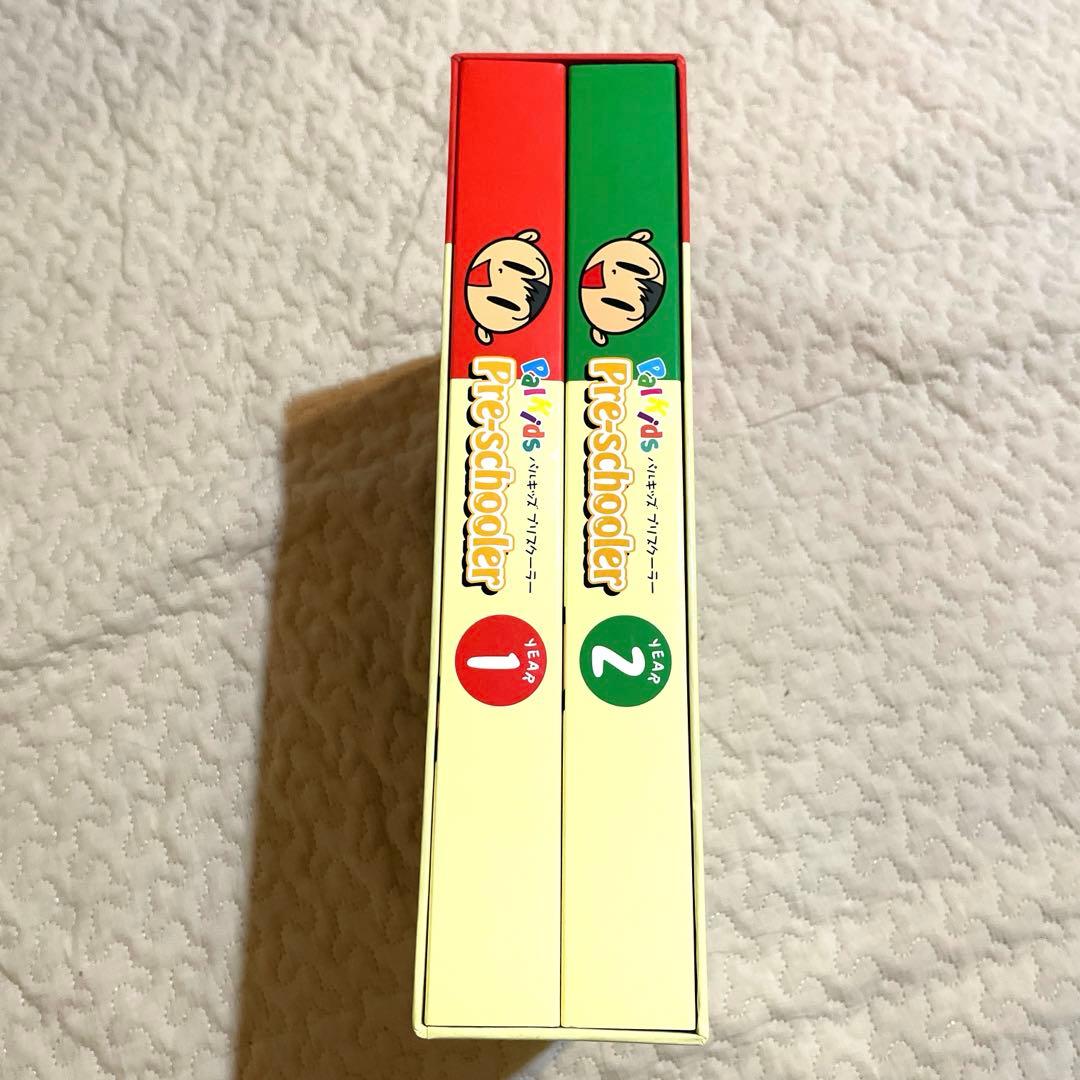 Palkids
パルキッズ プリスクーラー
Pre-schooler
YEAR
1
Palkids
パルキッズ プリスクーラー
Pre-schooler
YEAR
2